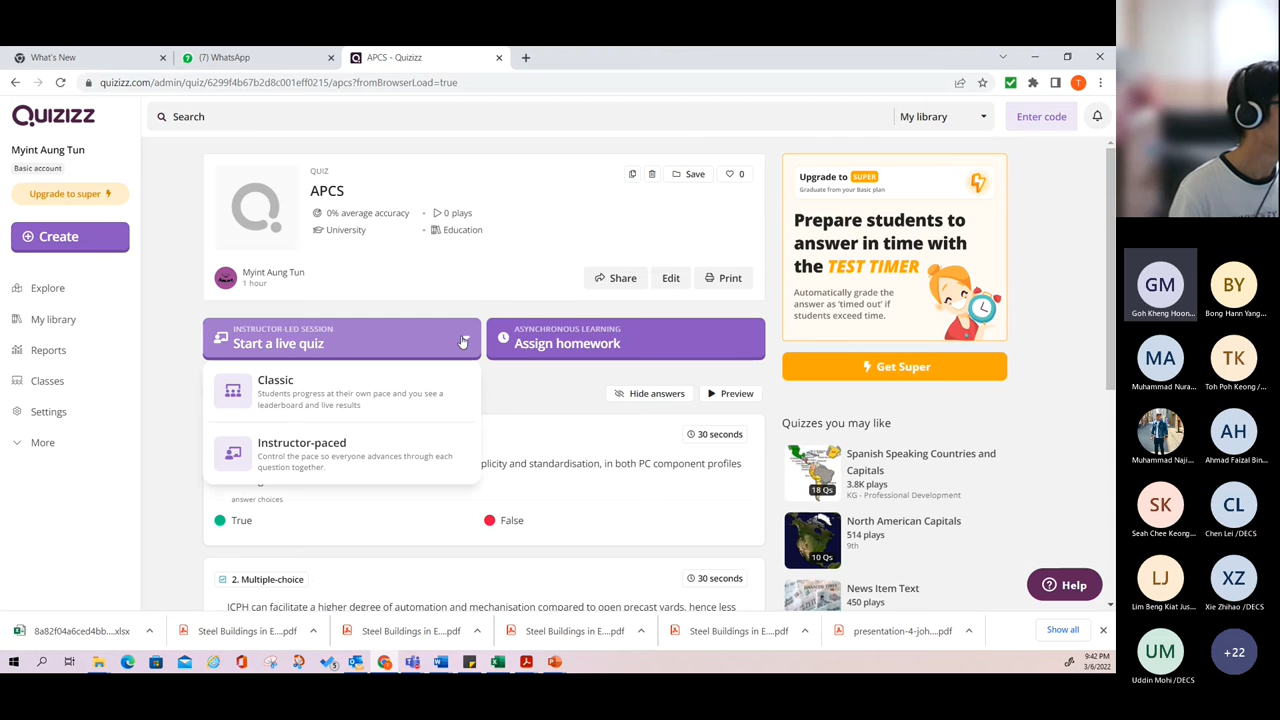 What's New
(7) WhatsApp
APCS - Quizizz
quizizz.com/admin/quiz/6299f4b67b2d8c001eff0215/apcs?fromBrowserLoad=true
T
QUIZIZZ
Search
My library
Enter code
Myint Aung Tun
Basic account
Upgrade to super
Create
Explore
My library
Reports
Classes
Settings
More
QUIZ
APCS
0% average accuracy
0 plays
University
Education
Save
0
Myint Aung Tun
1 hour
Share
Edit
Print
INSTRUCTOR-LED SESSION
Start a live quiz
ASYNCHRONOUS LEARNING
Assign homework
Classic
Students progress at their own pace and you see a
leaderboard and live results
Instructor-paced
Control the pace so everyone advances through each
question together.
Hide answers
Preview
30 seconds
plicity and standardisation, in both PC component profiles
answer choices
True
False
2. Multiple-choice
30 seconds
ICPH can facilitate a higher degree of automation and mechanisation compared to open precast yards, hence less
Upgrade to SUPER
Graduate from your Basic plan
Prepare students to
answer in time with
the TEST TIMER
Automatically grade the
answer as 'timed out' if
students exceed time.
Get Super
Quizzes you may like
Spanish Speaking Countries and
Capitals
3.8K plays
KG - Professional Development
18 Qs
North American Capitals
514 plays
9th
10 Qs
News Item Text
450 plays
Help
8a82f04a6ced4bb....xlsx
Steel Buildings in E....pdf
Steel Buildings in E....pdf
Steel Buildings in E....pdf
Steel Buildings in E....pdf
presentation-4-joh....pdf
Show all
9:42 PM
3/6/2022
GM
Goh Kheng Hoon...
BY
Bong Hann Yang...
MA
Muhammad Nura...
TK
Toh Poh Keong /...
Muhammad Naji...
AH
Ahmad Faizal Bin...
SK
Seah Chee Keong...
CL
Chen Lei /DECS
LJ
Lim Beng Kiat Jus...
XZ
Xie Zhihao /DECS
UM
Uddin Mohi /DECS
+22